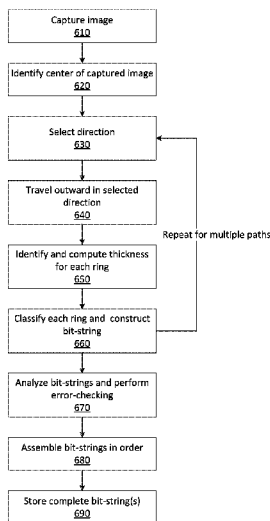 Capture image
610
Identify center of captured image
620
Select direction
630
Travel outward in selected
direction
640
Repeat for multiple paths
Identify and compute thickness
for each ring
650
Classify each ring and construct
bit-string
660
Analyze bit-strings and perform
error-checking
670
Assemble bit-strings in order
680
Store complete bit-string(s)
690